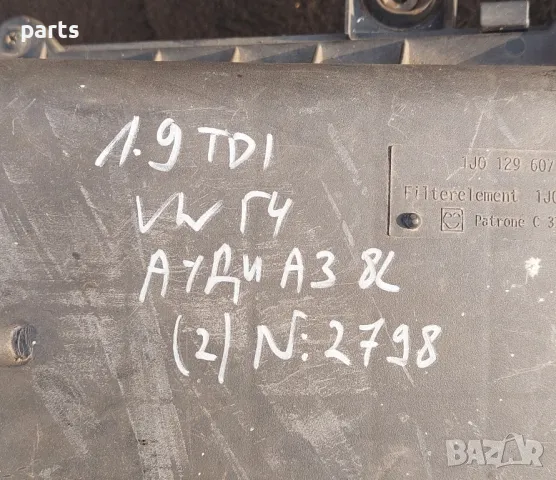 parts
1.9 TDI
VW Г4
АУДИ А3 8L
(2) N:2798
1J0 129 607
Filterelement 1J0
Patrone C 3
BAZAR